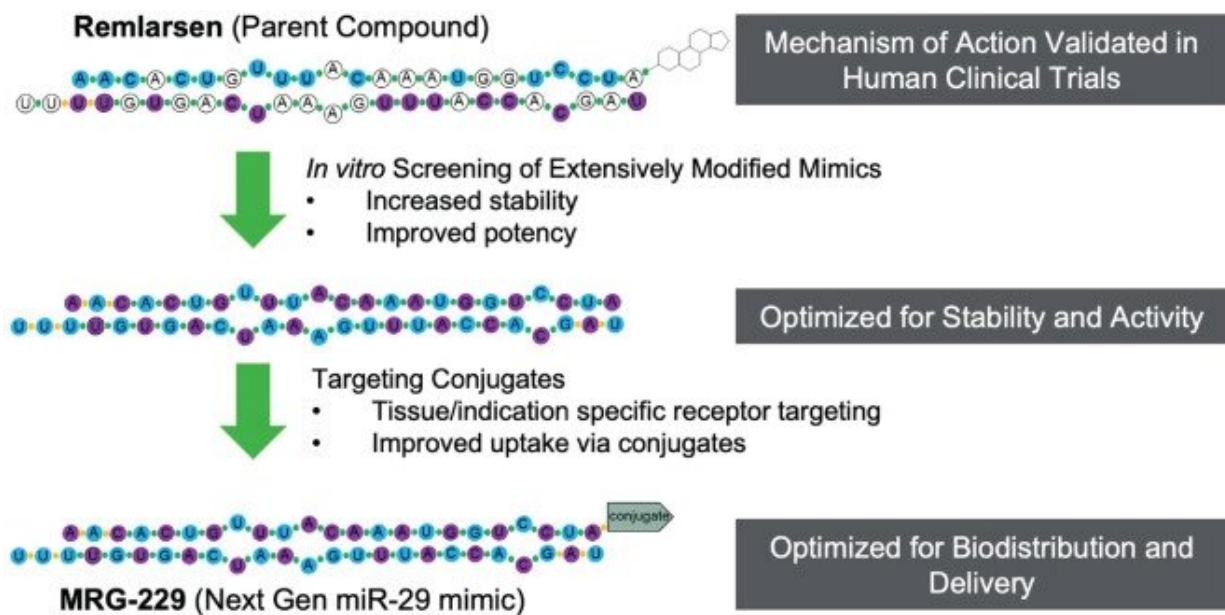 Remlarsen (Parent Compound)
A A C A C U G U U U A C A A A U G G U C C U A
U U U U G U G A C U A A A G U U U A C C A C G A U
Mechanism of Action Validated in
Human Clinical Trials
In vitro Screening of Extensively Modified Mimics
• Increased stability
• Improved potency
A A C A C U G U U U A C A A A U G G U C C U A
U U U U G U G A C U A A A G U U U A C C A C G A U
Optimized for Stability and Activity
Targeting Conjugates
• Tissue/indication specific receptor targeting
• Improved uptake via conjugates
A A C A C U G U U U A C A A A U G G U C C U A conjugate
U U U U G U G A C U A A A G U U U A C C A C G A U
Optimized for Biodistribution and
Delivery
MRG-229 (Next Gen miR-29 mimic)